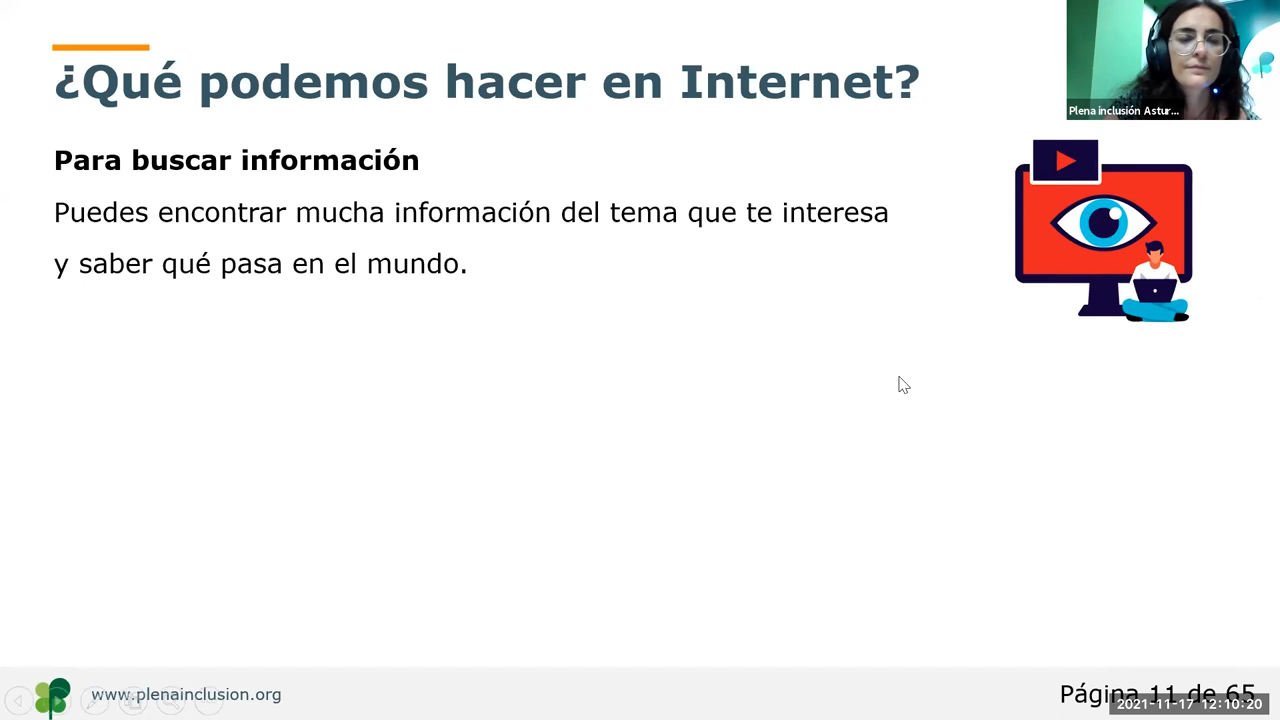 ¿Qué podemos hacer en Internet?
Plena inclusión Astur...
Para buscar información
Puedes encontrar mucha información del tema que te interesa
y saber qué pasa en el mundo.
www.plenainclusion.org
Página 11 de 65
2021-11-17 12:10:20